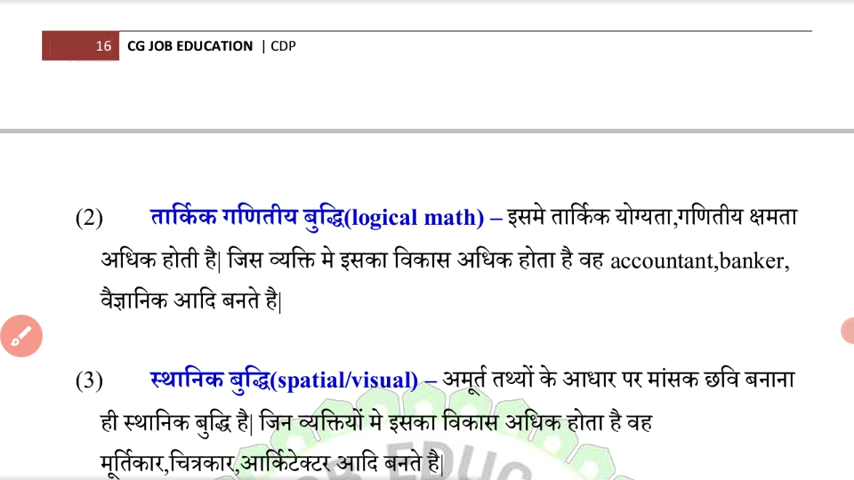 16 CG JOB EDUCATION | CDP
(2) तार्किक गणितीय बुद्धि(logical math) – इसमे तार्किक योग्यता,गणितीय क्षमता
अधिक होती है| जिस व्यक्ति मे इसका विकास अधिक होता है वह accountant,banker,
वैज्ञानिक आदि बनते है|
(3) स्थानिक बुद्धि(spatial/visual) – अमूर्त तथ्यों के आधार पर मांसक छवि बनाना
ही स्थानिक बुद्धि है| जिन व्यक्तियों मे इसका विकास अधिक होता है वह
मूर्तिकार,चित्रकार,आर्किटेक्टर आदि बनते है|